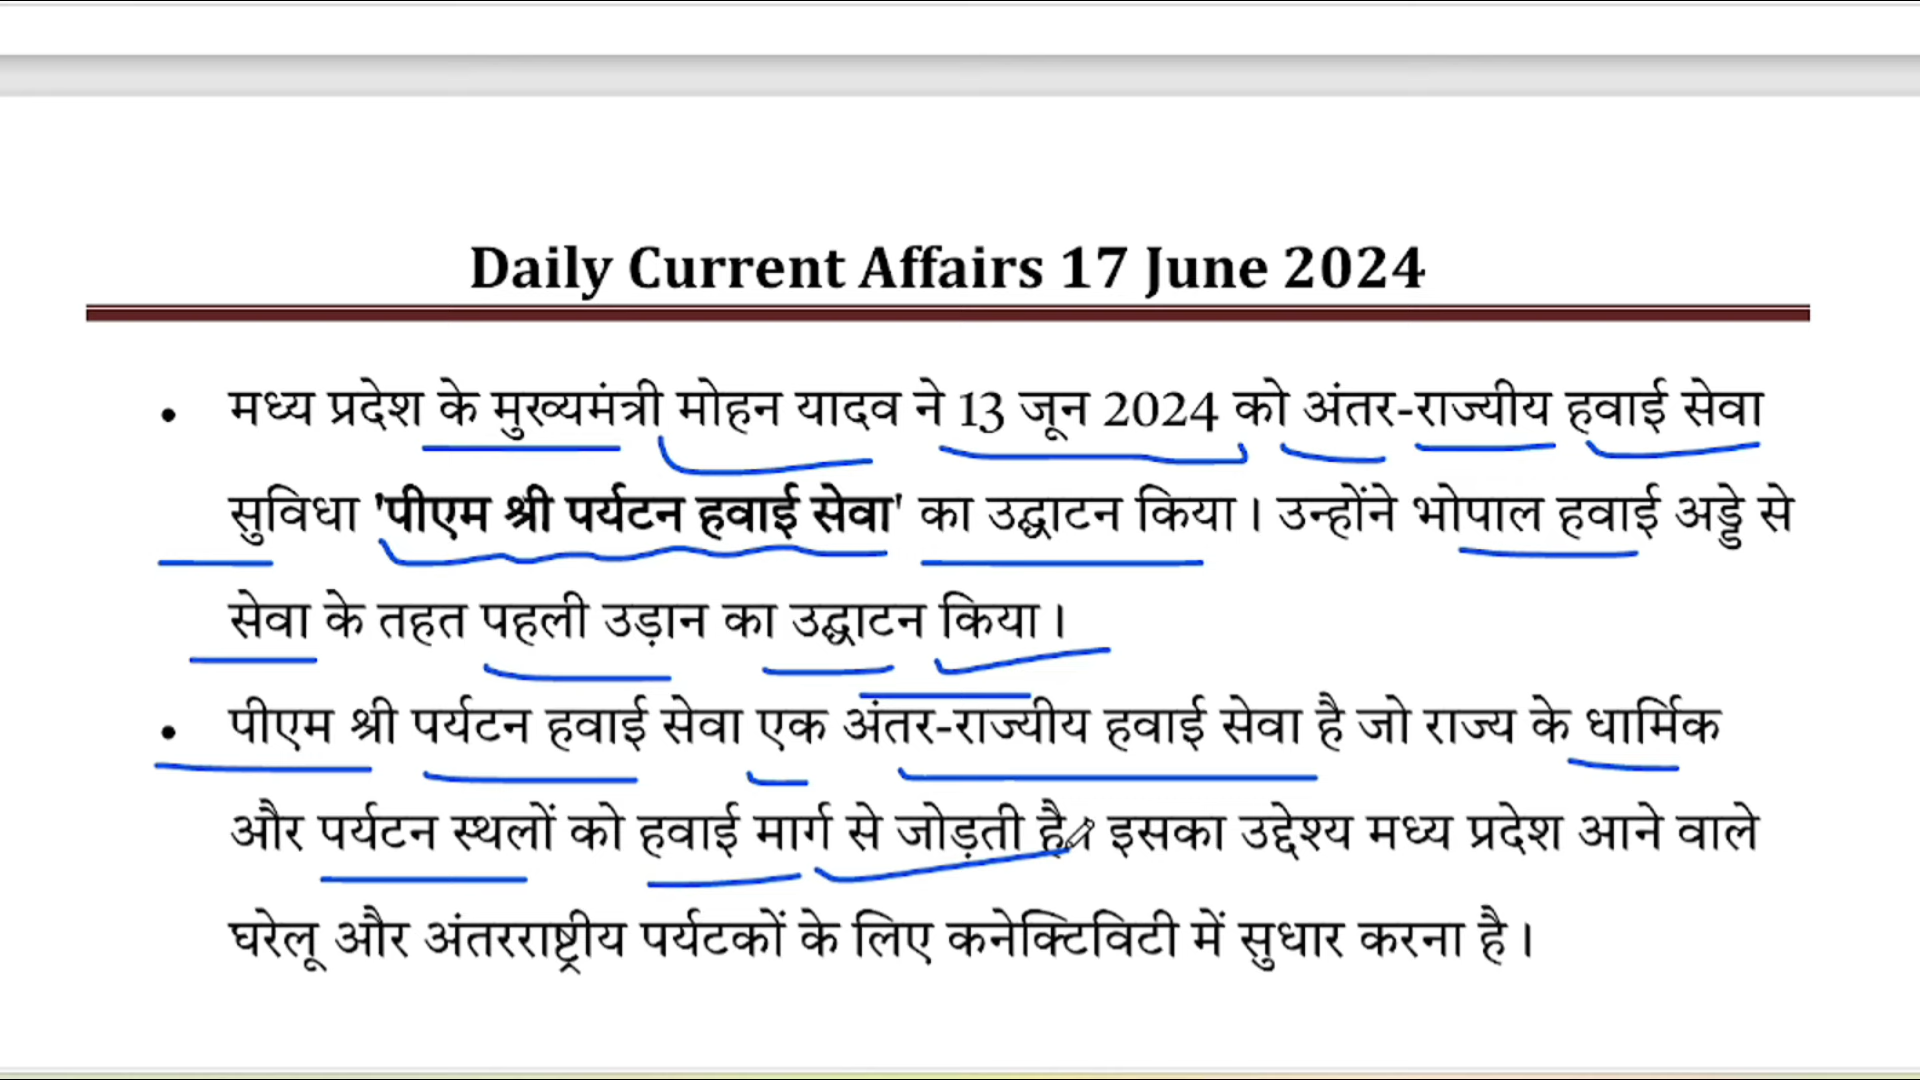 Daily Current Affairs 17 June 2024
• मध्य प्रदेश के मुख्यमंत्री मोहन यादव ने 13 जून 2024 को अंतर-राज्यीय हवाई सेवा
सुविधा 'पीएम श्री पर्यटन हवाई सेवा' का उद्घाटन किया। उन्होंने भोपाल हवाई अड्डे से
सेवा के तहत पहली उड़ान का उद्घाटन किया।
• पीएम श्री पर्यटन हवाई सेवा एक अंतर-राज्यीय हवाई सेवा है जो राज्य के धार्मिक
और पर्यटन स्थलों को हवाई मार्ग से जोड़ती है। इसका उद्देश्य मध्य प्रदेश आने वाले
घरेलू और अंतरराष्ट्रीय पर्यटकों के लिए कनेक्टिविटी में सुधार करना है।